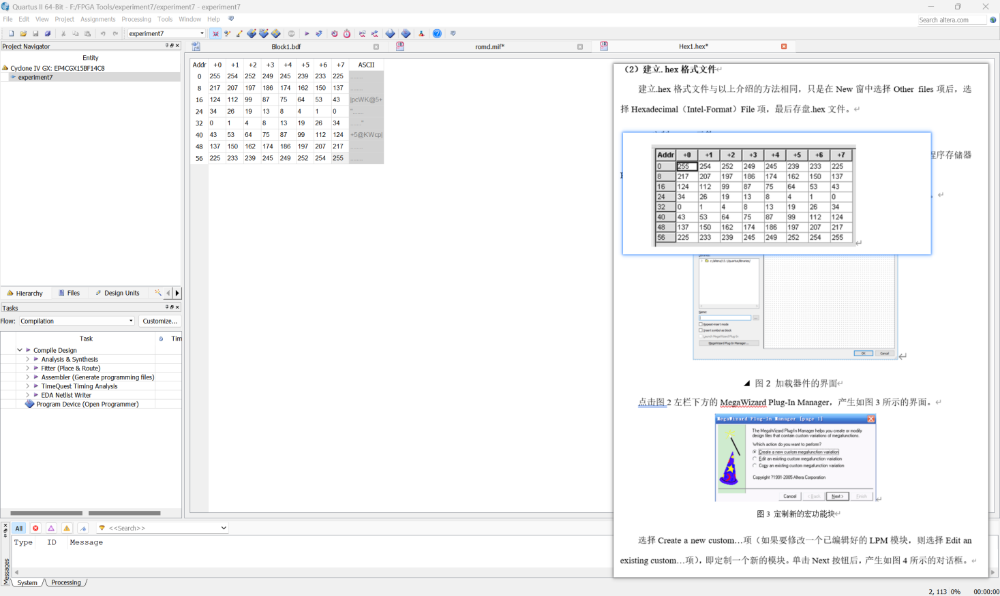 Quartus II 64-Bit - F:/FPGA Tools/experiment7/experiment7 - experiment7
File Edit View Project Assignments Processing Tools Window Help
Search altera.com
experiment7
Project Navigator
Entity
Cyclone IV GX: EP4CGX15BF14C8
experiment7
Hierarchy Files Design Units
Tasks
Flow: Compilation Customize...
Task Tim
Compile Design
Analysis & Synthesis
Fitter (Place & Route)
Assembler (Generate programming files)
TimeQuest Timing Analysis
EDA Netlist Writer
Program Device (Open Programmer)
Block1.bdf romd.mif* Hex1.hex*
Addr +0 +1 +2 +3 +4 +5 +6 +7 ASCII
0 255 254 252 249 245 239 233 225 ........
8 217 207 197 186 174 162 150 137 ........
16 124 112 99 87 75 64 53 43 |pcWK@5+
24 34 26 19 13 8 4 1 0 ".......
32 0 1 4 8 13 19 26 34 ......."
40 43 53 64 75 87 99 112 124 +5@KWcp|
48 137 150 162 174 186 197 207 217 ........
56 225 233 239 245 249 252 254 255 ........
（2）建立. hex 格式文件
建立.hex 格式文件与以上介绍的方法相同，只是在 New 窗中选择 Other files 项后，选
择 Hexadecimal（Intel-Format）File 项，最后存盘.hex 文件。
程序存储器
Addr +0 +1 +2 +3 +4 +5 +6 +7
0 255 254 252 249 245 239 233 225
8 217 207 197 186 174 162 150 137
16 124 112 99 87 75 64 53 43
24 34 26 19 13 8 4 1 0
32 0 1 4 8 13 19 26 34
40 43 53 64 75 87 99 112 124
48 137 150 162 174 186 197 207 217
56 225 233 239 245 249 252 254 255
Name:
Repeat-insert mode
Insert symbol as block
Launch MegaWizard Plug-In
MegaWizard Plug-In Manager...
OK Cancel
图 2 加载器件的界面
点击图 2 左栏下方的 MegaWizard Plug-In Manager，产生如图 3 所示的界面。
MegaWizard Plug-In Manager [page 1]
The MegaWizard Plug-In Manager helps you create or modify
design files that contain custom variations of megafunctions.
Which action do you want to perform?
Create a new custom megafunction variation
Edit an existing custom megafunction variation
Copy an existing custom megafunction variation
Copyright ?1991-2005 Altera Corporation
Cancel < Back Next > Finish
图 3 定制新的宏功能块
选择 Create a new custom…项（如果要修改一个已编辑好的 LPM 模块，则选择 Edit an
existing custom…项），即定制一个新的模块。单击 Next 按钮后，产生如图 4 所示的对话框。
All <<Search>>
Type ID Message
Messages
System Processing
2, 113 0% 00:00:00